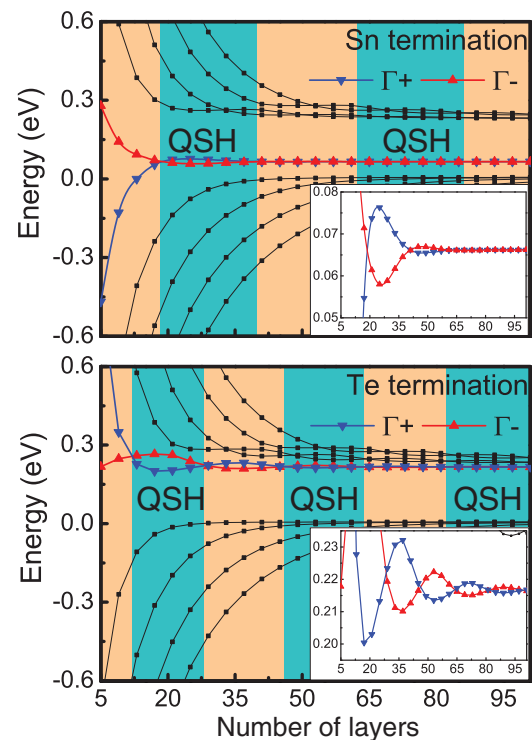 Energy (eV)
0.6
0.3
0.0
-0.3
-0.6
Sn termination
Γ+ Γ-
QSH QSH
0.08
0.07
0.06
0.05
5 20 35 50 65 80 95
Energy (eV)
0.6
0.3
0.0
-0.3
-0.6
Te termination
Γ+ Γ-
QSH QSH QSH
0.23
0.22
0.21
0.20
5 20 35 50 65 80 95
5 20 35 50 65 80 95
Number of layers